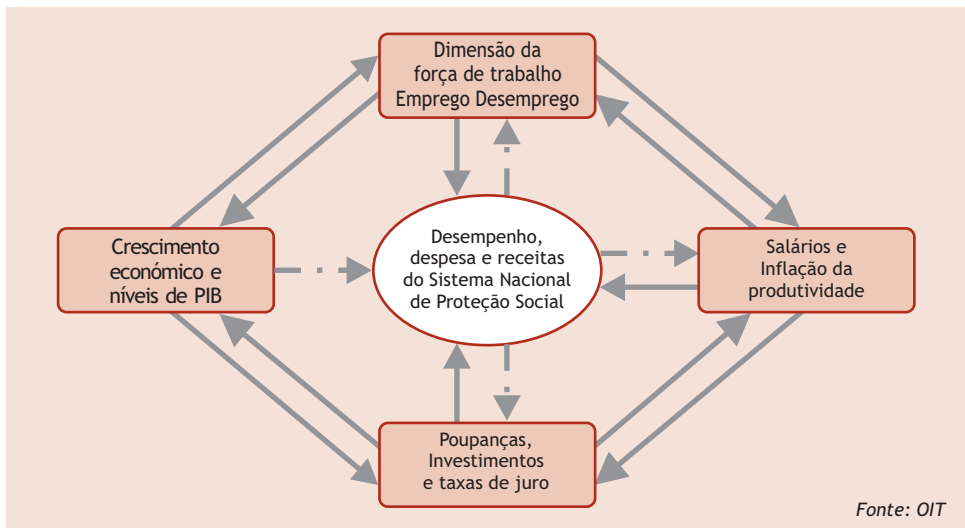 Dimensão da
força de trabalho
Emprego Desemprego
Crescimento
económico e
níveis de PIB
Desempenho,
despesa e receitas
do Sistema Nacional
de Proteção Social
Salários e
Inflação da
produtividade
Poupanças,
Investimentos
e taxas de juro
Fonte: OIT